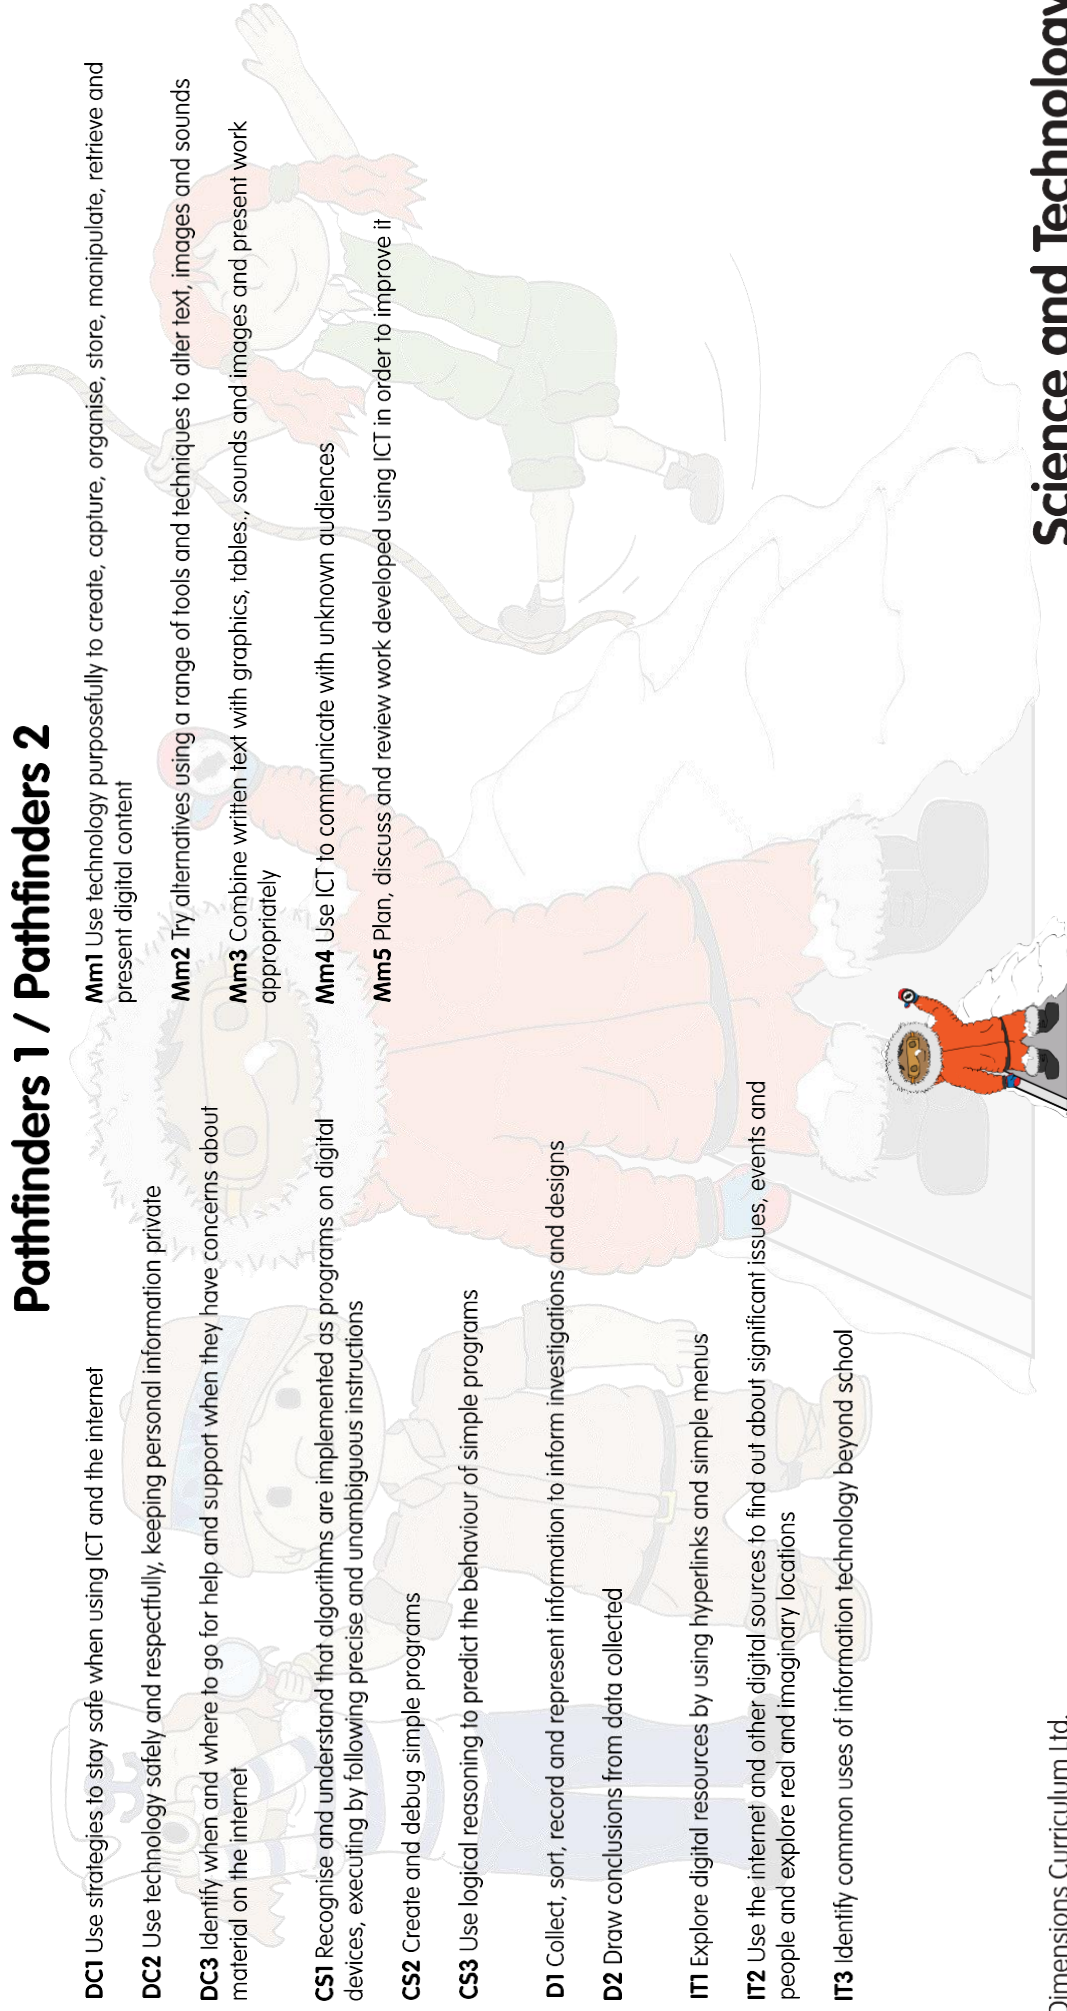 Pathfinders 1 / Pathfinders 2
DC1 Use strategies to stay safe when using ICT and the internet
DC2 Use technology safely and respectfully, keeping personal information private
DC3 Identify when and where to go for help and support when they have concerns about
material on the internet
CS1 Recognise and understand that algorithms are implemented as programs on digital
devices, executing by following precise and unambiguous instructions
CS2 Create and debug simple programs
CS3 Use logical reasoning to predict the behaviour of simple programs
D1 Collect, sort, record and represent information to inform investigations and designs
D2 Draw conclusions from data collected
IT1 Explore digital resources by using hyperlinks and simple menus
IT2 Use the internet and other digital sources to find out about significant issues, events and
people and explore real and imaginary locations
IT3 Identify common uses of information technology beyond school
Mm1 Use technology purposefully to create, capture, organise, store, manipulate, retrieve and
present digital content
Mm2 Try alternatives using a range of tools and techniques to alter text, images and sounds
Mm3 Combine written text with graphics, tables., sounds and images and present work
appropriately
Mm4 Use ICT to communicate with unknown audiences
Mm5 Plan, discuss and review work developed using ICT in order to improve it
Dimensions Curriculum Ltd.
Science and Technology